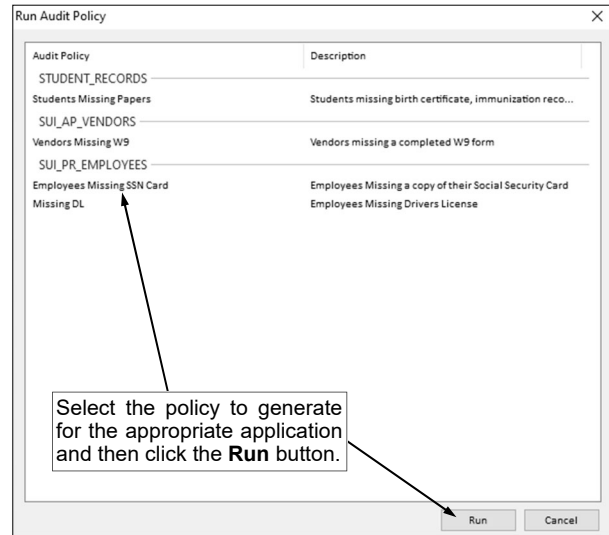 Run Audit Policy
Audit Policy Description
STUDENT_RECORDS
Students Missing Papers Students missing birth certificate, immunization reco...
SUI_AP_VENDORS
Vendors Missing W9 Vendors missing a completed W9 form
SUI_PR_EMPLOYEES
Employees Missing SSN Card Employees Missing a copy of their Social Security Card
Missing DL Employees Missing Drivers License
Select the policy to generate
for the appropriate application
and then click the Run button.
Run Cancel